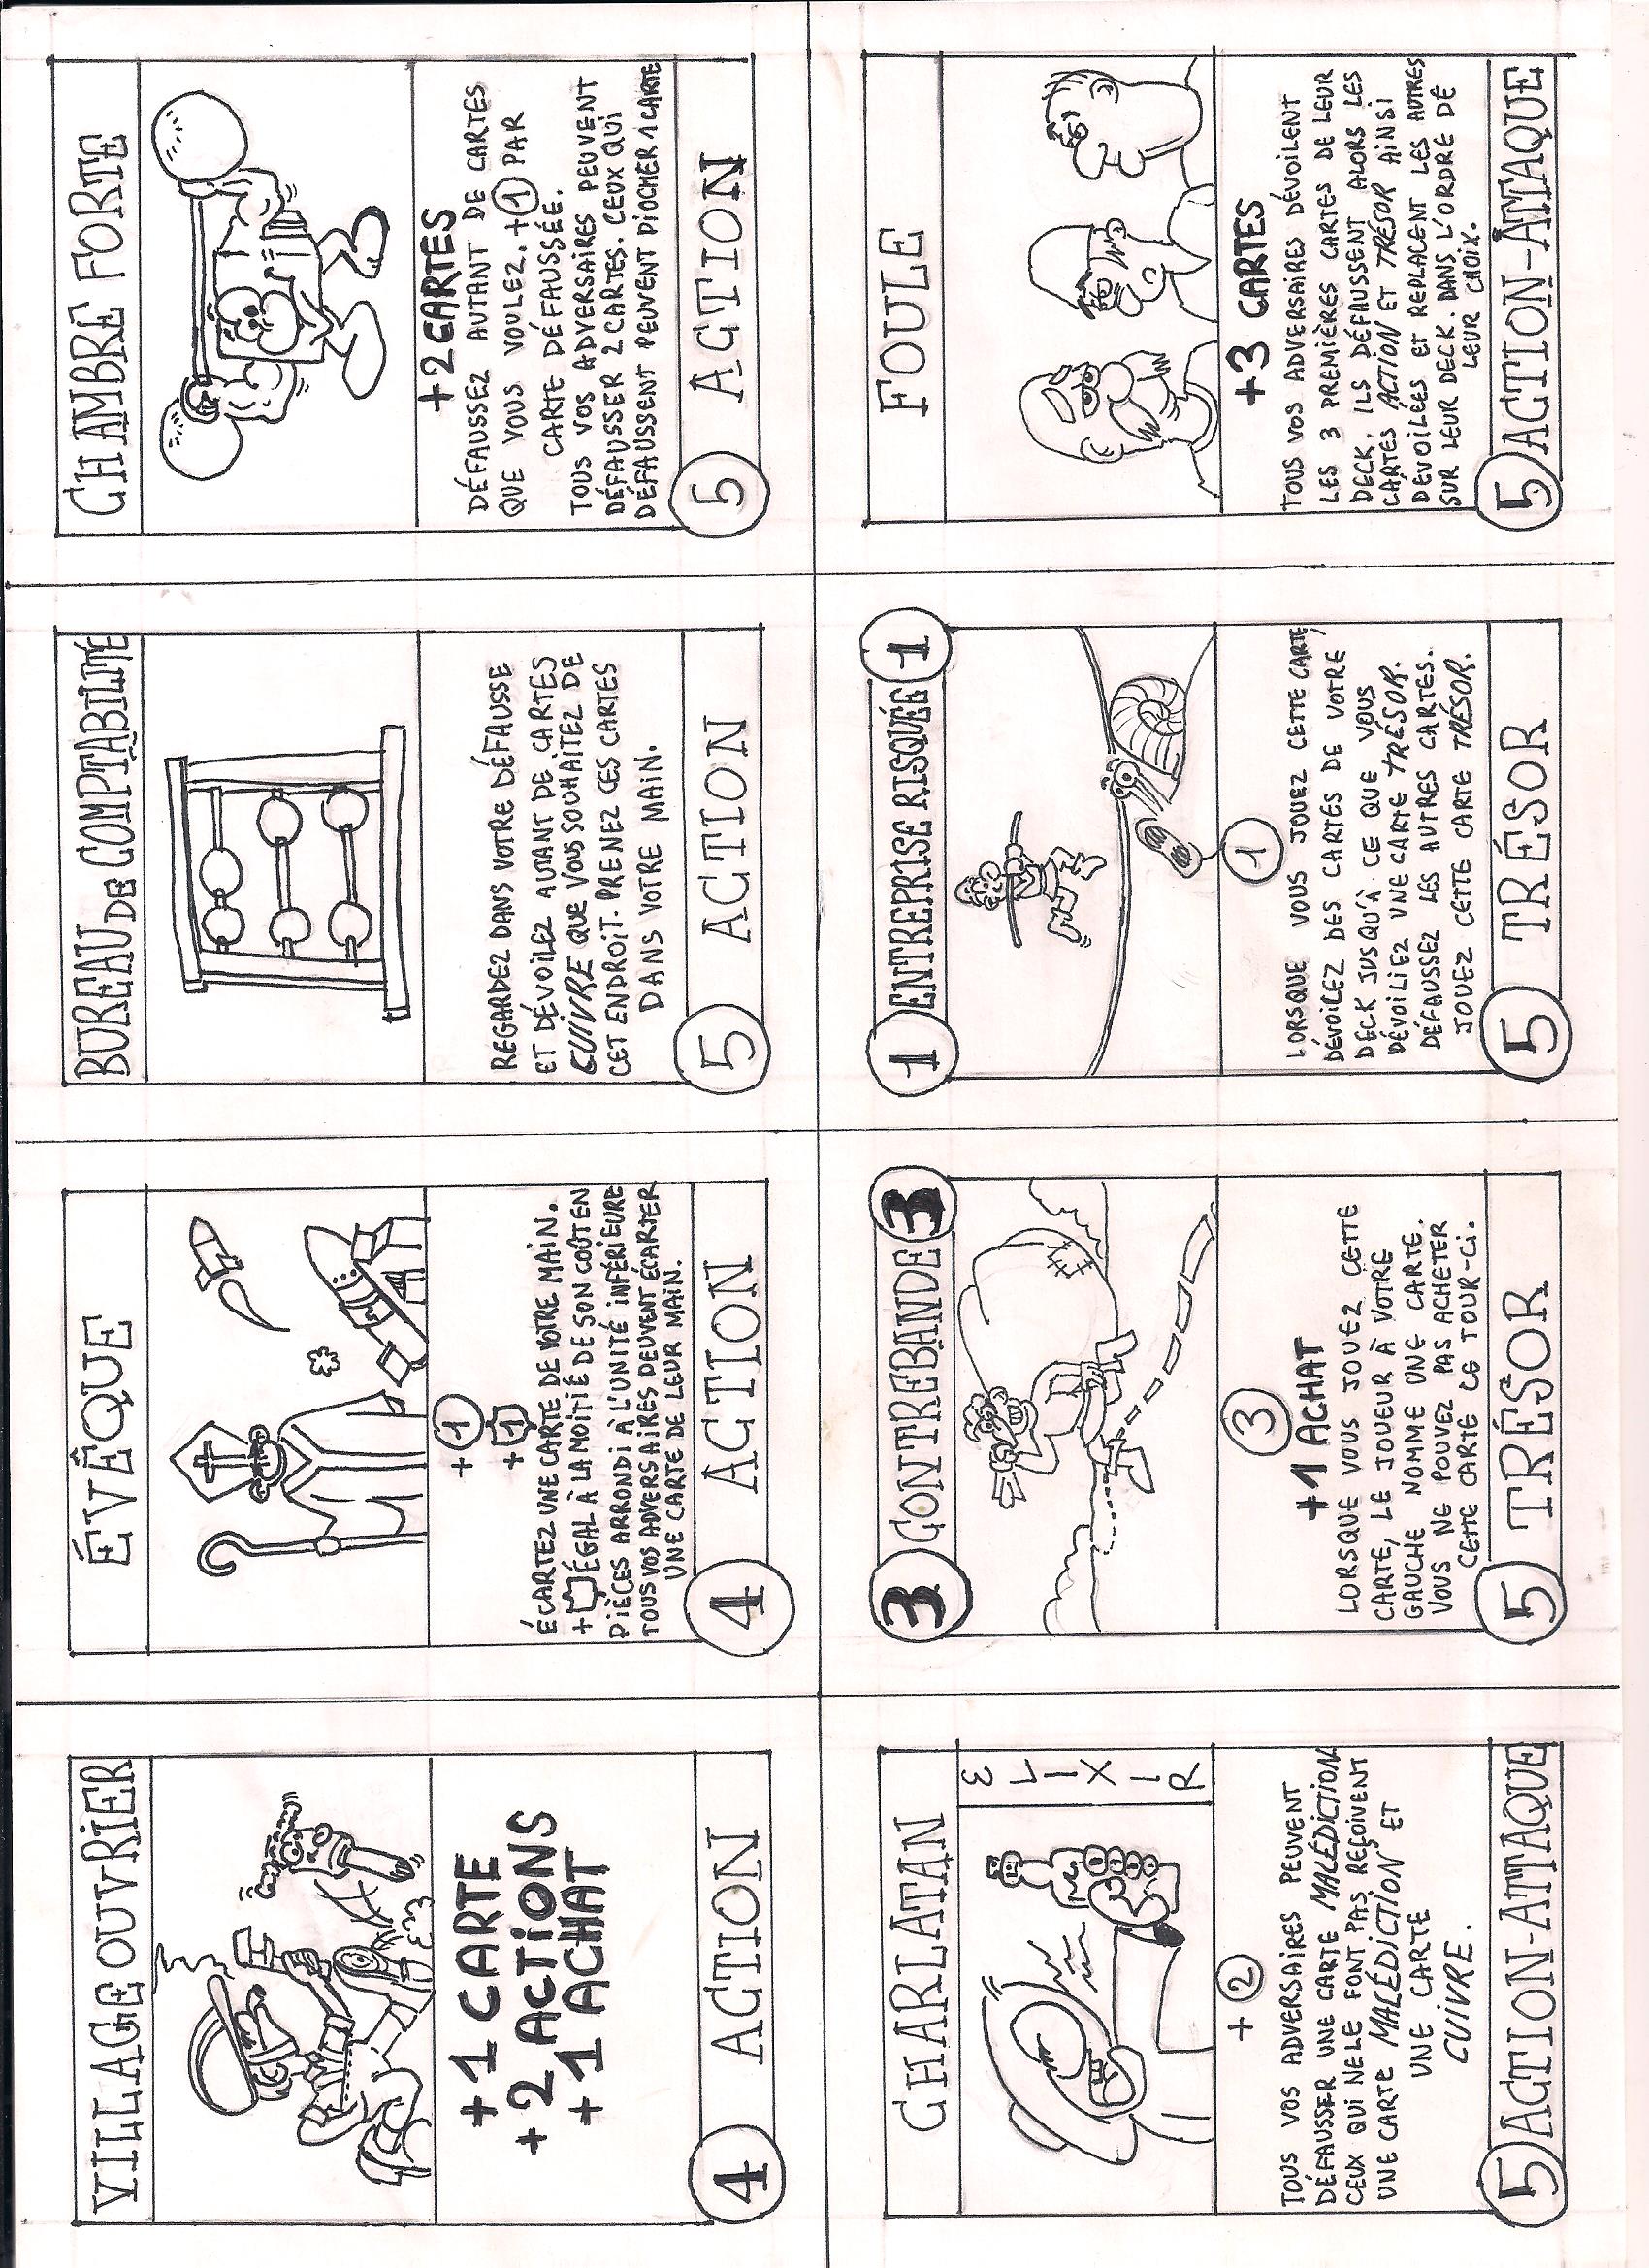 VILLAGE OUVRIER
+1 CARTE
+2 ACTIONS
+1 ACHAT
4 ACTION
ÉVÊQUE
+1
+1
ÉCARTEZ UNE CARTE DE VOTRE MAIN.
+ ÉGAL À LA MOITIÉ DE SON COÛT EN
PIÈCES ARRONDI À L'UNITÉ INFÉRIEURE
TOUS VOS ADVERSAIRES PEUVENT ÉCARTER
UNE CARTE DE LEUR MAIN.
4 ACTION
BUREAU DE COMPTABILITÉ
REGARDEZ DANS VOTRE DÉFAUSSE
ET DÉVOILEZ AUTANT DE CARTES
CUIVRE QUE VOUS SOUHAITEZ DE
CET ENDROIT. PRENEZ CES CARTES
DANS VOTRE MAIN.
5 ACTION
CHAMBRE FORTE
+2 CARTES
DÉFAUSSEZ AUTANT DE CARTES
QUE VOUS VOULEZ. +1 PAR
CARTE DÉFAUSSÉE.
TOUS VOS ADVERSAIRES PEUVENT
DÉFAUSSER 2 CARTES. CEUX QUI
DÉFAUSSENT PEUVENT PIOCHER 1 CARTE
5 ACTION
CHARLATAN
ELIXIR
+2
TOUS VOS ADVERSAIRES PEUVENT
DÉFAUSSER UNE CARTE MALÉDICTION
CEUX QUI NE LE FONT PAS REÇOIVENT
UNE CARTE MALÉDICTION ET
UNE CARTE
CUIVRE.
5 ACTION-ATTAQUE
3 CONTREBANDE 3
3
+1 ACHAT
LORSQUE VOUS JOUEZ CETTE
CARTE, LE JOUEUR À VOTRE
GAUCHE NOMME UNE CARTE.
VOUS NE POUVEZ PAS ACHETER
CETTE CARTE CE TOUR-CI.
5 TRÉSOR
1 ENTREPRISE RISQUÉE 1
1
LORSQUE VOUS JOUEZ CETTE CARTE,
DÉVOILEZ DES CARTES DE VOTRE
DECK JUSQU'À CE QUE VOUS
DÉVOILIEZ UNE CARTE TRÉSOR.
DÉFAUSSEZ LES AUTRES CARTES.
JOUEZ CETTE CARTE TRÉSOR.
5 TRÉSOR
FOULE
+3 CARTES
TOUS VOS ADVERSAIRES DÉVOILENT
LES 3 PREMIÈRES CARTES DE LEUR
DECK. ILS DÉFAUSSENT ALORS LES
CARTES ACTION ET TRÉSOR AINSI
DEVOILÉES ET REPLACENT LES AUTRES
SUR LEUR DECK. DANS L'ORDRE DE
LEUR CHOIX.
5 ACTION-ATTAQUE